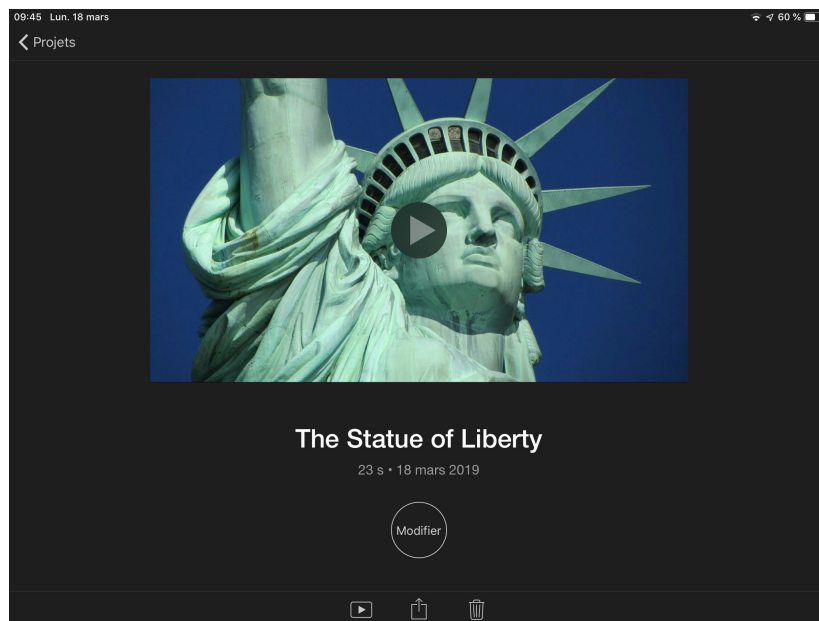 09:45 Lun. 18 mars 60 %
Projets
The Statue of Liberty
23 s • 18 mars 2019
Modifier